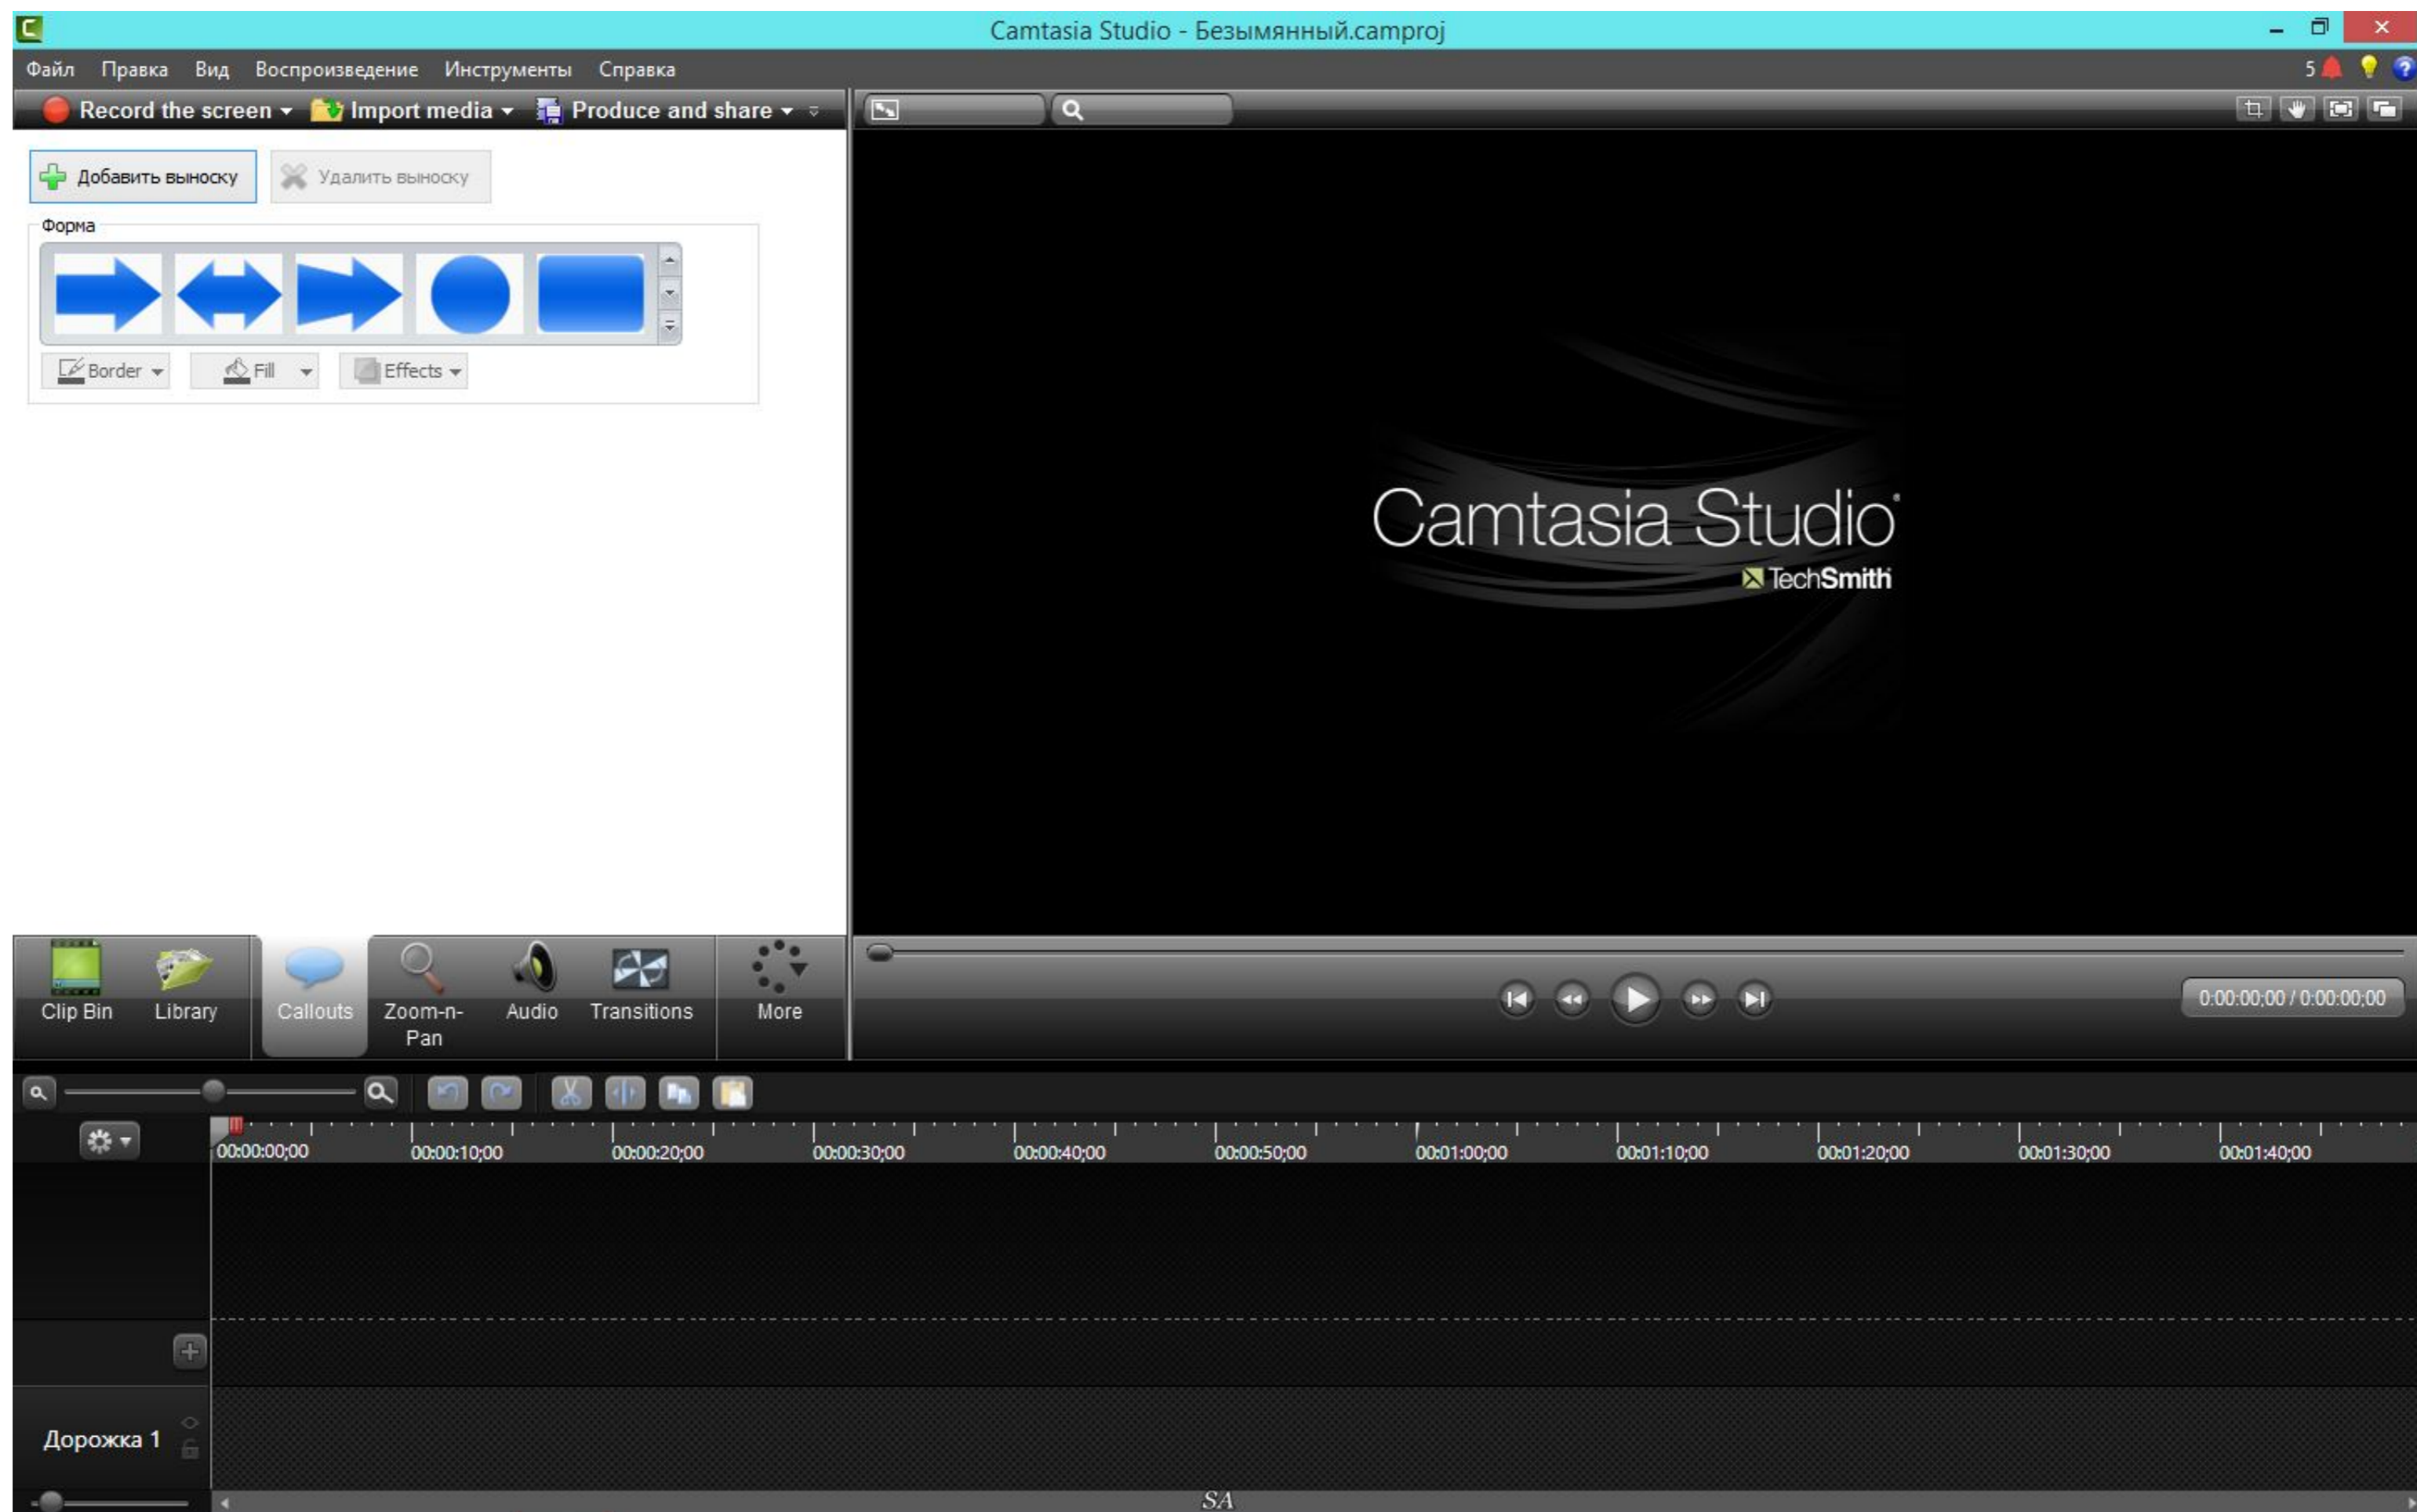 Camtasia Studio - Безымянный.camproj
Файл Правка Вид Воспроизведение Инструменты Справка 5
Record the screen Import media Produce and share
Добавить выноску Удалить выноску
Форма
Border Fill Effects
Camtasia Studio®
TechSmith
Clip Bin Library Callouts Zoom-n-Pan Audio Transitions More
0:00:00;00 / 0:00:00;00
00:00:00;00 00:00:10;00 00:00:20;00 00:00:30;00 00:00:40;00 00:00:50;00 00:01:00;00 00:01:10;00 00:01:20;00 00:01:30;00 00:01:40;00
Дорожка 1
SA